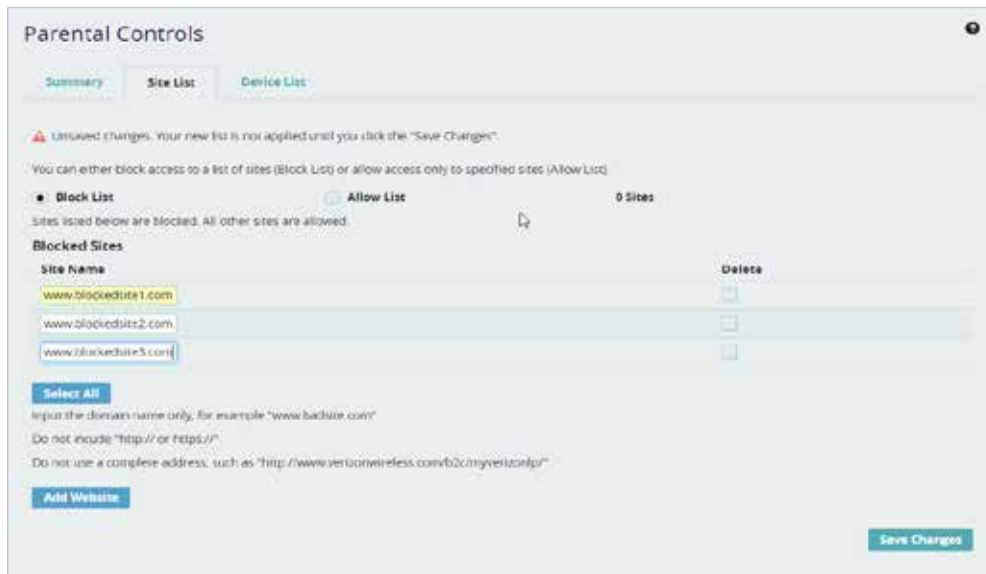 Parental Controls
Summary Site List Device List
Unsaved changes. Your new list is not applied until you click the "Save Changes".
You can either block access to a list of sites (Block List) or allow access only to specified sites (Allow List)
Block List Allow List 0 Sites
Sites listed below are blocked. All other sites are allowed.
Blocked Sites
Site Name Delete
www.blockedsite1.com
www.blockedsite2.com
www.blockedsite3.com
Select All
Input the domain name only, for example "www.badsite.com"
Do not incude "http:// or https://"
Do not use a complete address, such as "http://www.verizonwireless.com/b2c/myverizonlp/"
Add Website
Save Changes